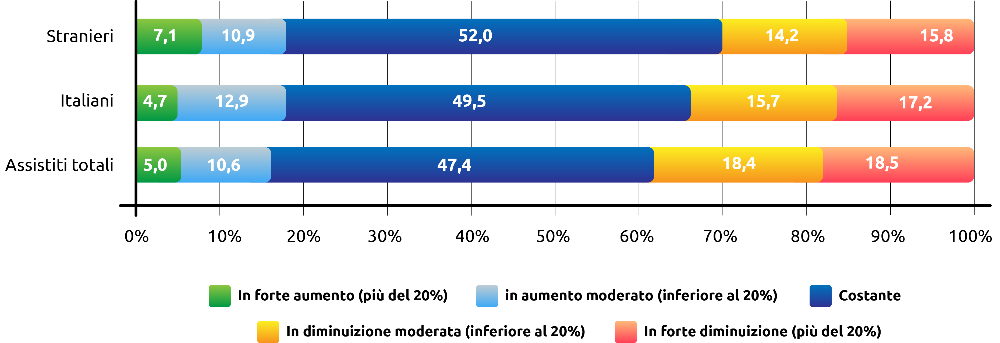 Stranieri 7,1 10,9 52,0 14,2 15,8
Italiani 4,7 12,9 49,5 15,7 17,2
Assistiti totali 5,0 10,6 47,4 18,4 18,5
0% 10% 20% 30% 40% 50% 60% 70% 80% 90% 100%
In forte aumento (più del 20%) in aumento moderato (inferiore al 20%) Costante
In diminuizione moderata (inferiore al 20%) In forte diminuizione (più del 20%)